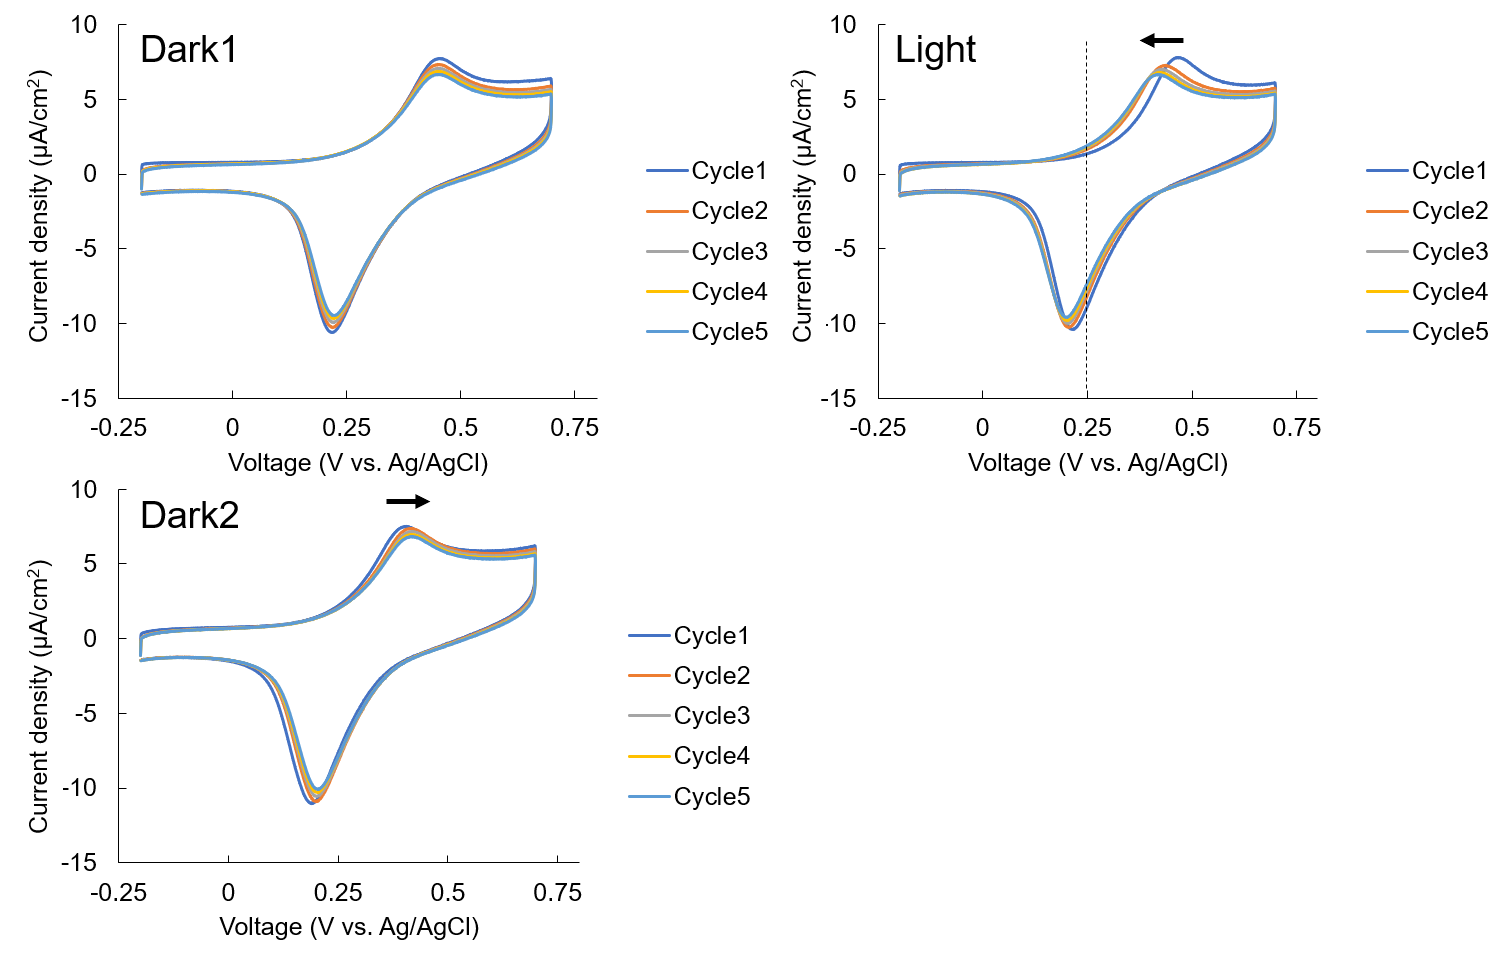 Dark1
10
5
0
-5
-10
-15
-0.25 0 0.25 0.5 0.75
Voltage (V vs. Ag/AgCl)
Current density (µA/cm2)
Cycle1
Cycle2
Cycle3
Cycle4
Cycle5
Light
10
5
0
-5
-10
-15
-0.25 0 0.25 0.5 0.75
Voltage (V vs. Ag/AgCl)
Current density (µA/cm2)
Cycle1
Cycle2
Cycle3
Cycle4
Cycle5
Dark2
10
5
0
-5
-10
-15
-0.25 0 0.25 0.5 0.75
Voltage (V vs. Ag/AgCl)
Current density (µA/cm2)
Cycle1
Cycle2
Cycle3
Cycle4
Cycle5